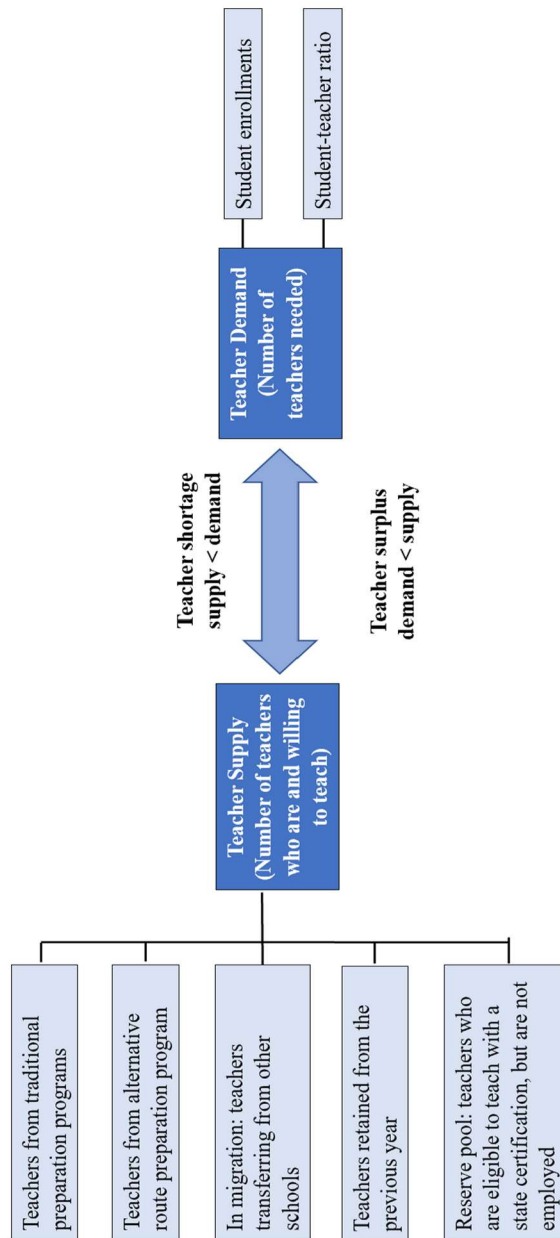 Teachers from traditional
preparation programs
Teachers from alternative
route preparation program
In migration: teachers
transferring from other
schools
Teachers retained from the
previous year
Reserve pool: teachers who
are eligible to teach with a
state certification, but are not
employed
Teacher Supply
(Number of teachers
who are and willing
to teach)
Teacher shortage
supply < demand
Teacher surplus
demand < supply
Teacher Demand
(Number of
teachers needed)
Student enrollments
Student-teacher ratio